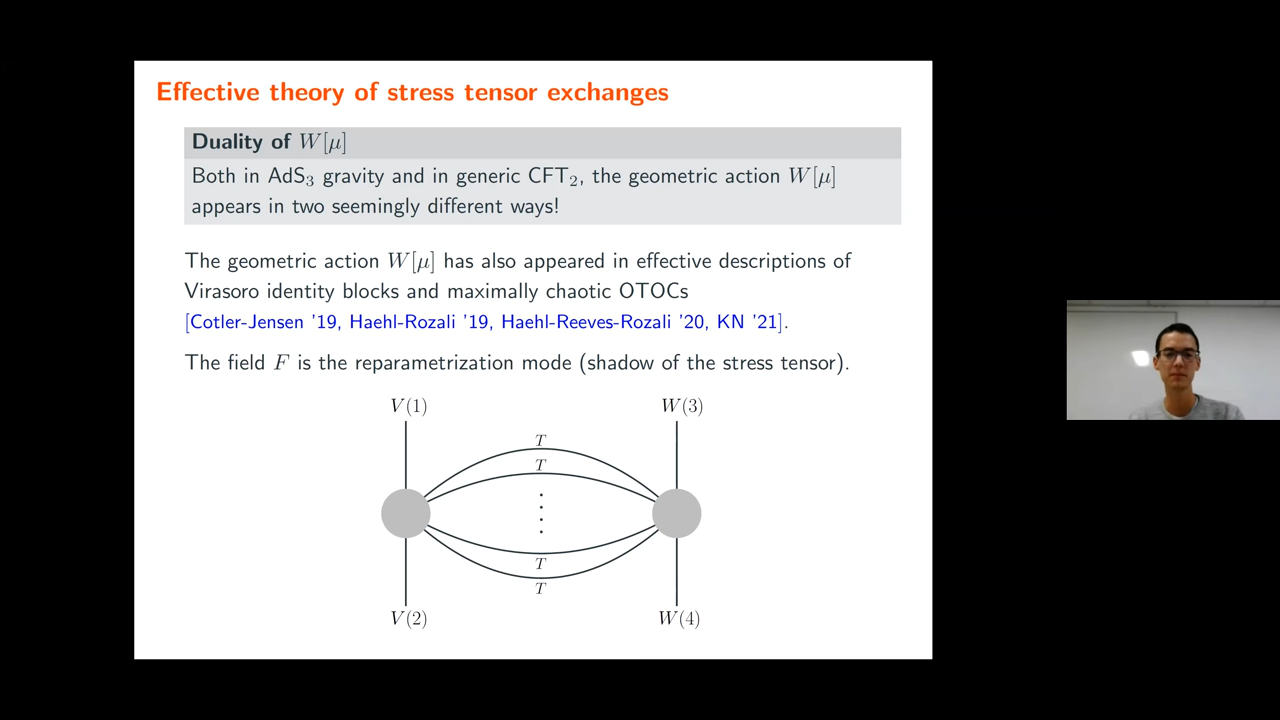 Effective theory of stress tensor exchanges
Duality of W[μ]
Both in AdS₃ gravity and in generic CFT₂, the geometric action W[μ]
appears in two seemingly different ways!
The geometric action W[μ] has also appeared in effective descriptions of
Virasoro identity blocks and maximally chaotic OTOCs
[Cotler-Jensen '19, Haehl-Rozali '19, Haehl-Reeves-Rozali '20, KN '21].
The field F is the reparametrization mode (shadow of the stress tensor).
V(1) W(3)
T
T
T
T
V(2) W(4)